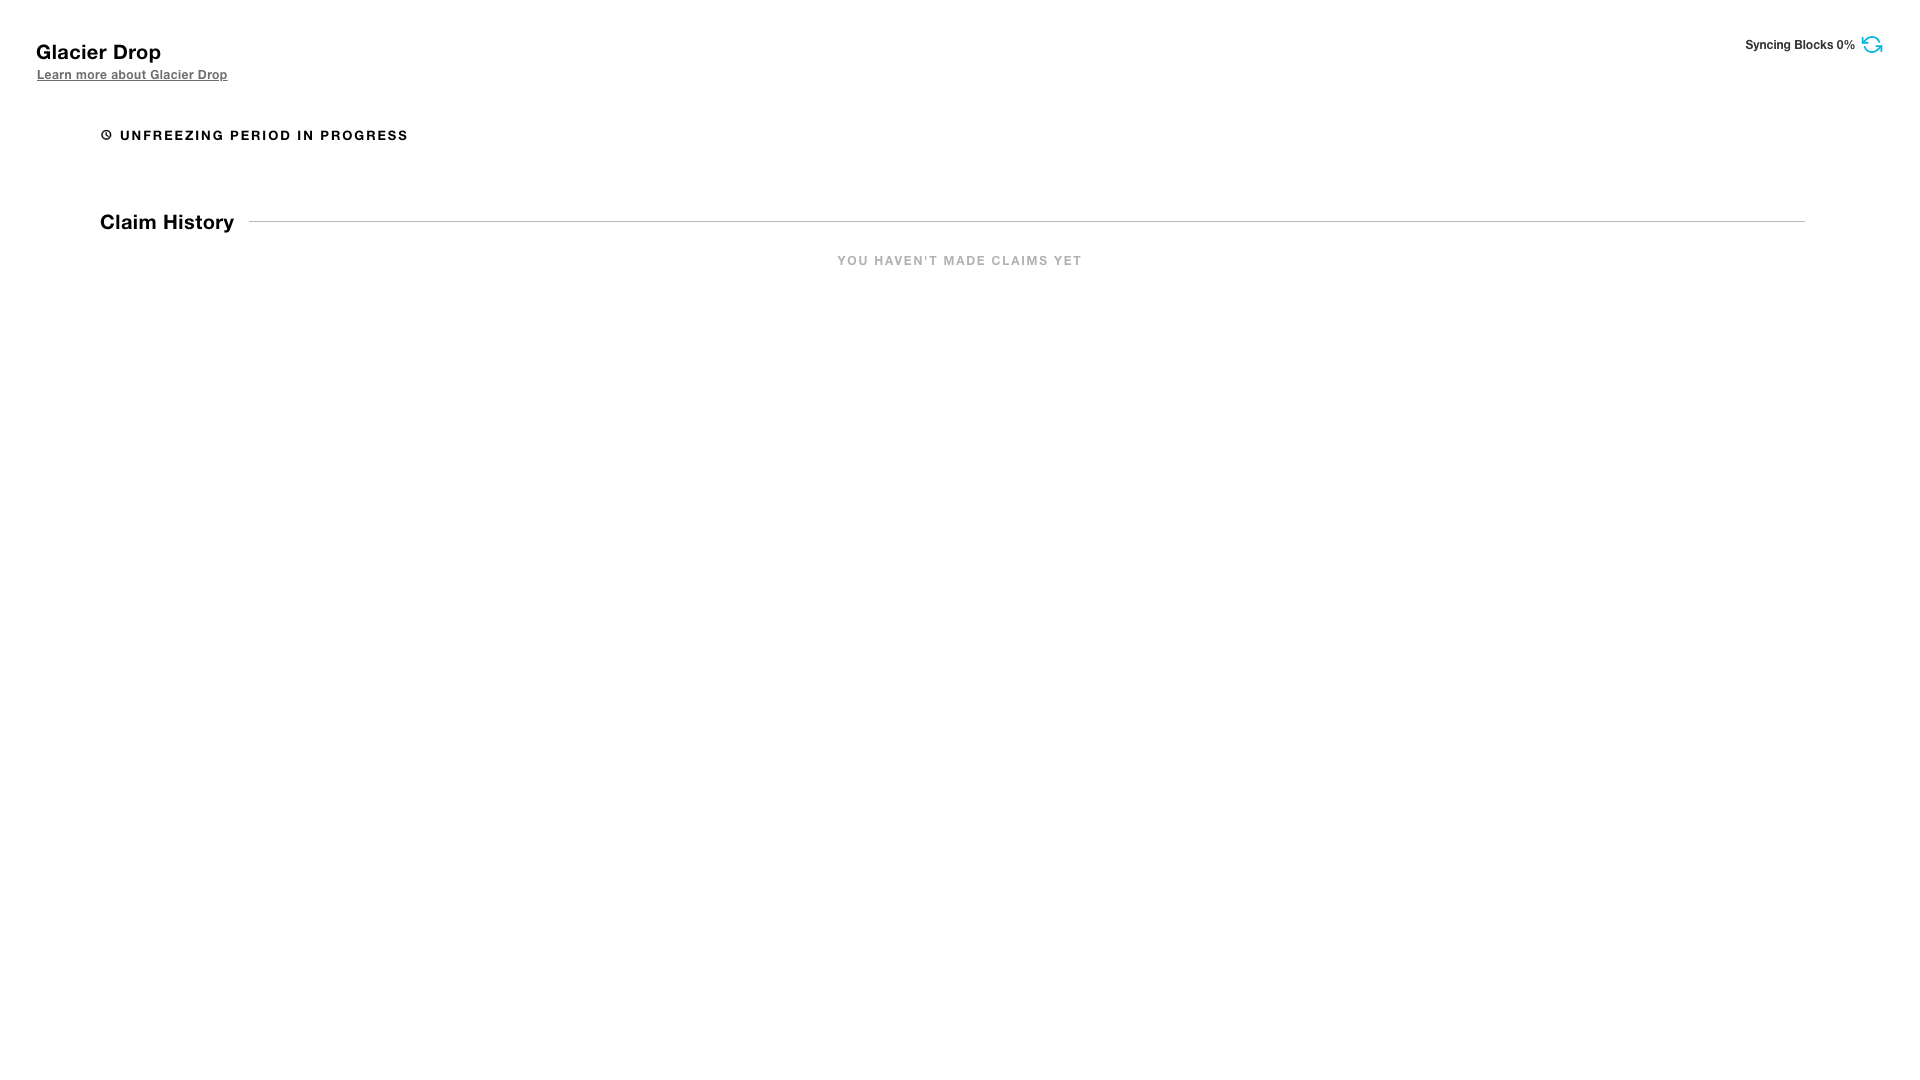 Glacier Drop
Syncing Blocks 0%
Learn more about Glacier Drop
UNFREEZING PERIOD IN PROGRESS
Claim History
YOU HAVEN'T MADE CLAIMS YET